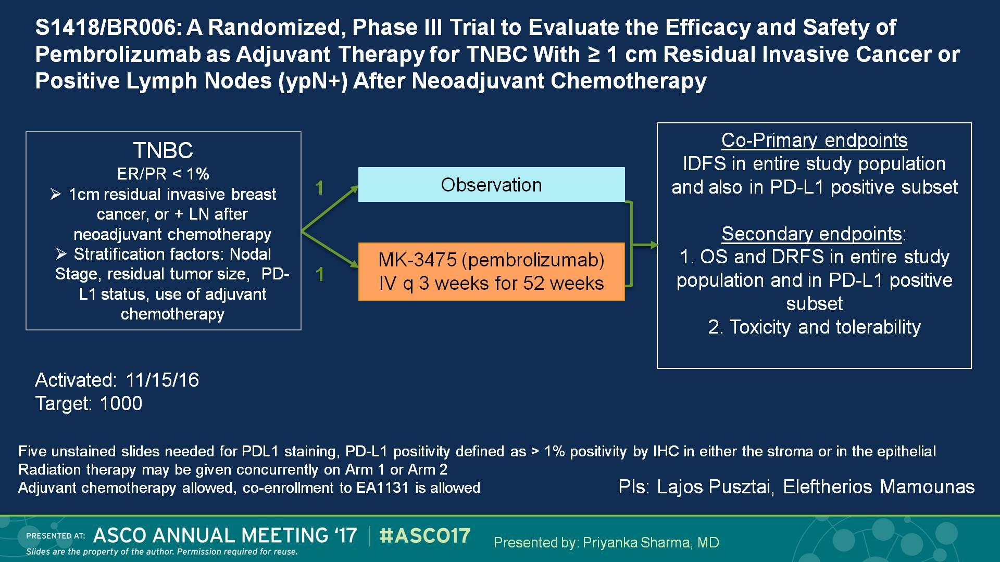 S1418/BR006: A Randomized, Phase III Trial to Evaluate the Efficacy and Safety of
Pembrolizumab as Adjuvant Therapy for TNBC With ≥ 1 cm Residual Invasive Cancer or
Positive Lymph Nodes (ypN+) After Neoadjuvant Chemotherapy
TNBC
ER/PR < 1%
➢ 1cm residual invasive breast
cancer, or + LN after
neoadjuvant chemotherapy
➢ Stratification factors: Nodal
Stage, residual tumor size, PD-
L1 status, use of adjuvant
chemotherapy
1
1
Observation
MK-3475 (pembrolizumab)
IV q 3 weeks for 52 weeks
Co-Primary endpoints
IDFS in entire study population
and also in PD-L1 positive subset
Secondary endpoints:
1. OS and DRFS in entire study
population and in PD-L1 positive
subset
2. Toxicity and tolerability
Activated: 11/15/16
Target: 1000
Five unstained slides needed for PDL1 staining, PD-L1 positivity defined as > 1% positivity by IHC in either the stroma or in the epithelial
Radiation therapy may be given concurrently on Arm 1 or Arm 2
Adjuvant chemotherapy allowed, co-enrollment to EA1131 is allowed
PIs: Lajos Pusztai, Eleftherios Mamounas
PRESENTED AT: ASCO ANNUAL MEETING ‘17 | #ASCO17
Slides are the property of the author. Permission required for reuse.
Presented by: Priyanka Sharma, MD